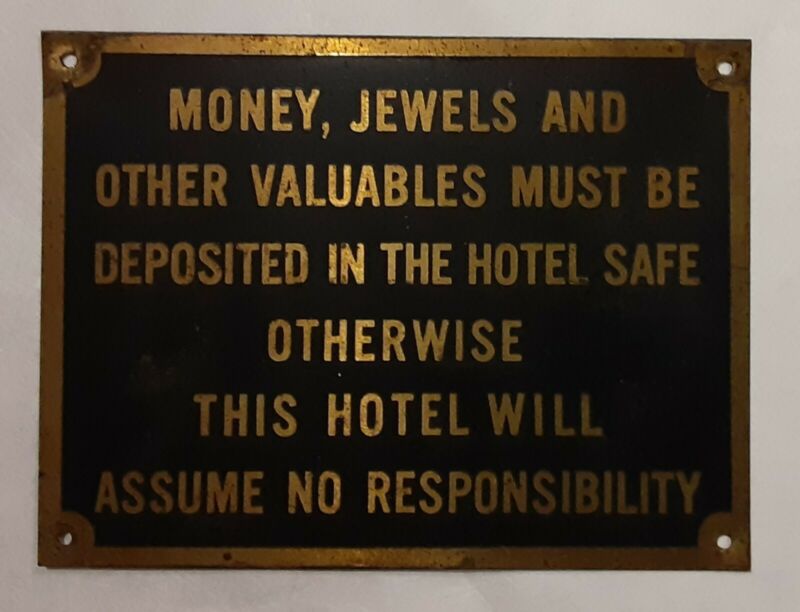 MONEY, JEWELS AND
OTHER VALUABLES MUST BE
DEPOSITED IN THE HOTEL SAFE
OTHERWISE
THIS HOTEL WILL
ASSUME NO RESPONSIBILITY